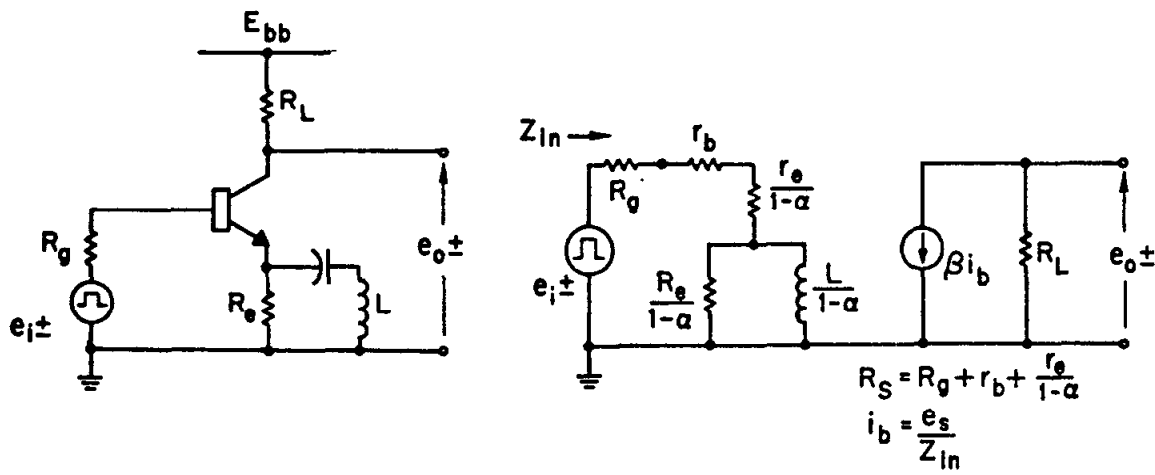 E_bb
R_L
R_g
e_i±
R_e
L
e_o±
Z_In
R_g
r_b
r_e/1-α
e_i±
R_e/1-α
L/1-α
βi_b
R_L
e_o±
R_S = R_g + r_b + r_e/1-α
i_b = e_s/Z_In